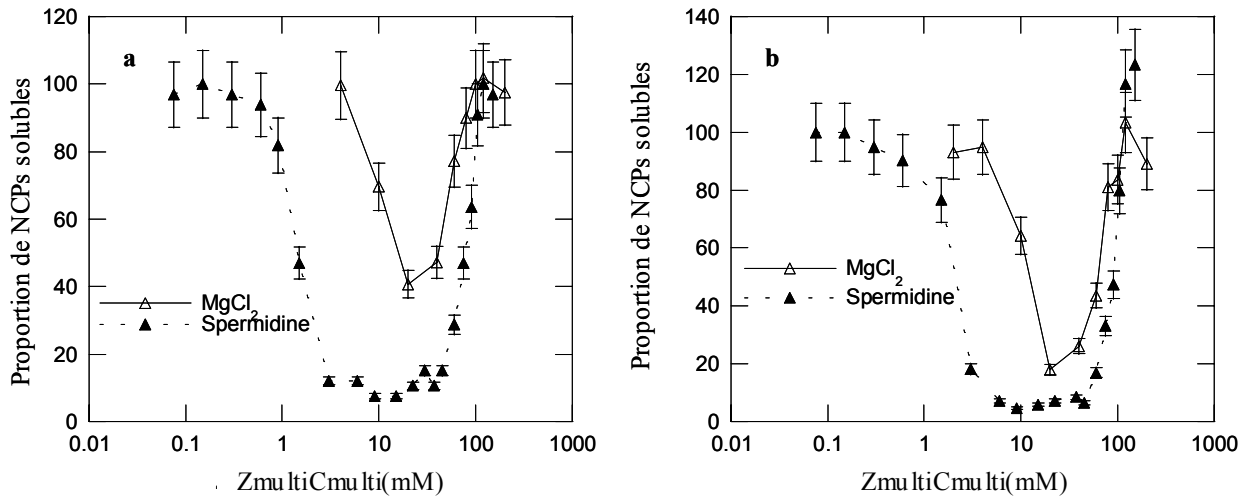 a
Proportion de NCPs solubles
120
100
80
60
40
20
0
MgCl2
Spermidine
0.01 0.1 1 10 100 1000
ZmultiCmulti(mM)
b
Proportion de NCPs solubles
140
120
100
80
60
40
20
0
MgCl2
Spermidine
0.01 0.1 1 10 100 1000
ZmultiCmulti(mM)